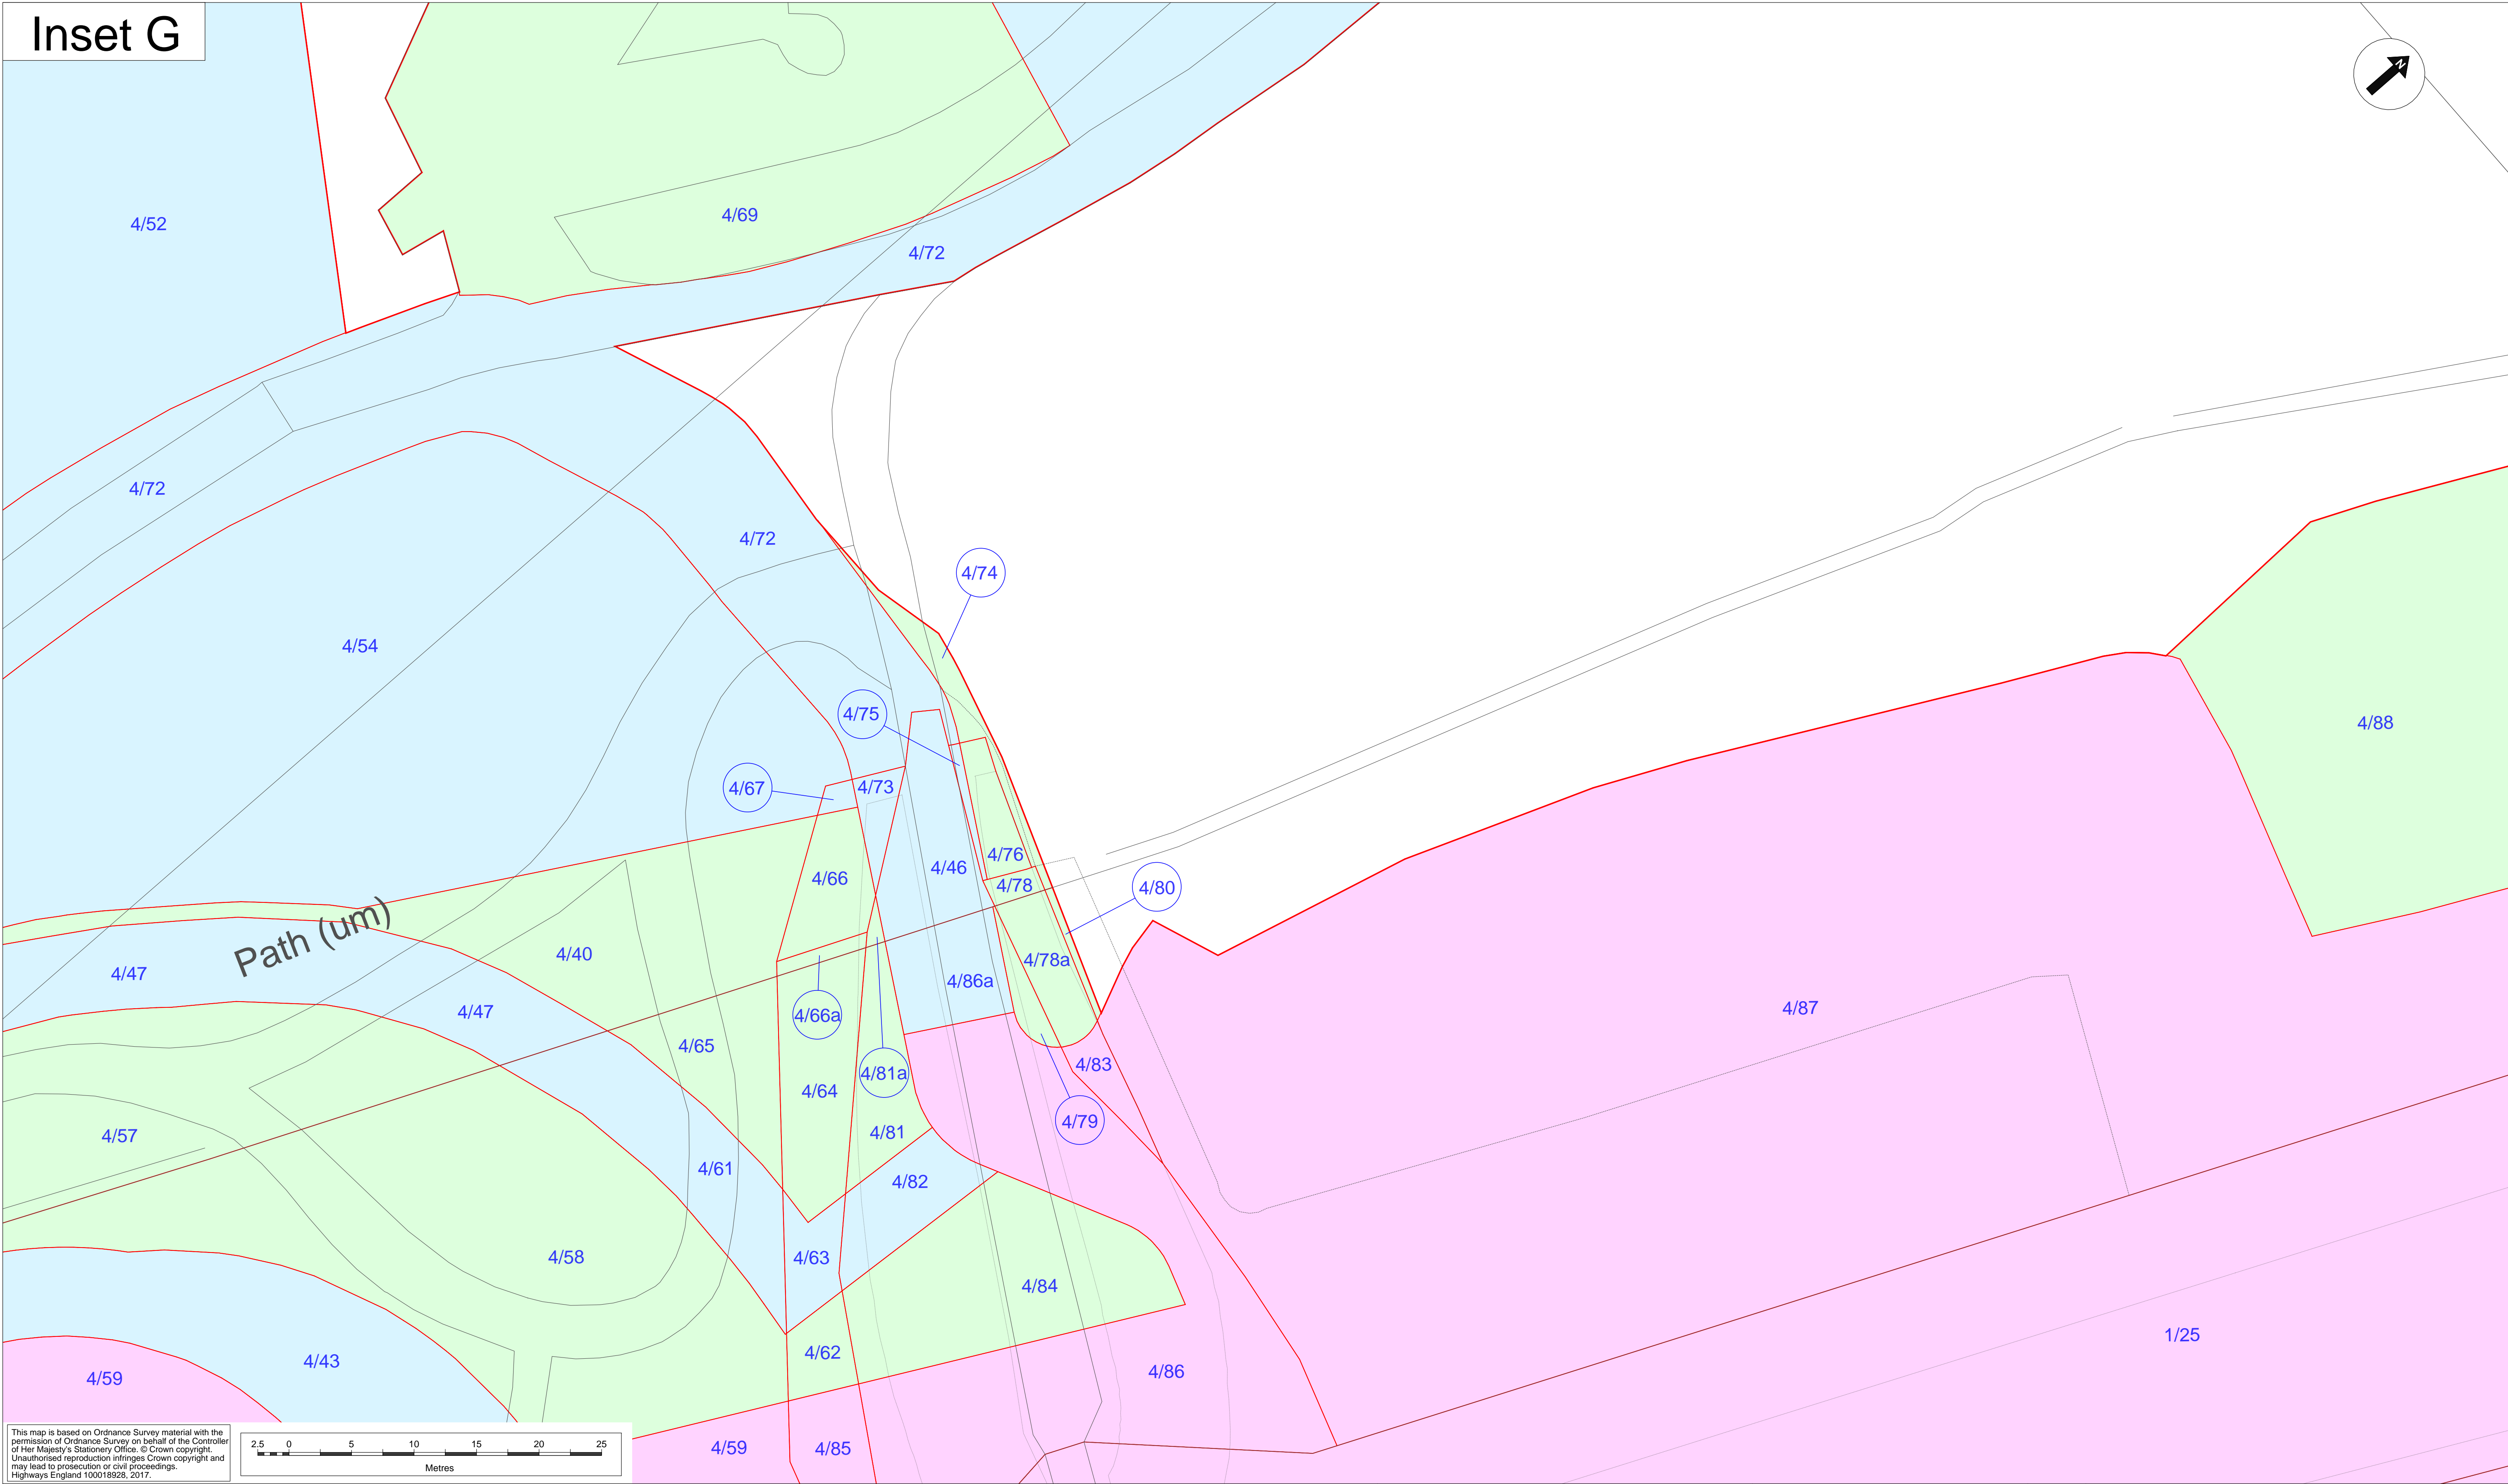 Inset G
N
4/52
4/69
4/72
4/72
4/72
4/74
4/54
4/75
4/88
4/67
4/73
4/76
4/66
4/46
4/78
4/80
Path (um)
4/40
4/78a
4/47
4/86a
4/87
4/47
4/66a
4/65
4/81a
4/83
4/64
4/79
4/57
4/81
4/61
4/82
4/58
4/63
4/84
1/25
4/62
4/43
4/86
4/59
4/59
4/85
This map is based on Ordnance Survey material with the
permission of Ordnance Survey on behalf of the Controller
of Her Majesty's Stationery Office. © Crown copyright.
Unauthorised reproduction infringes Crown copyright and
may lead to prosecution or civil proceedings.
Highways England 100018928, 2017.
2.5 0 5 10 15 20 25
Metres